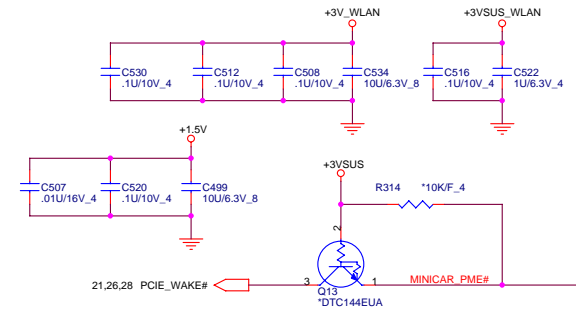 +3V_WLAN
+3VSUS_WLAN
C530
.1U/10V_4
C512
.1U/10V_4
C508
.1U/10V_4
C534
10U/6.3V_8
C516
.1U/10V_4
C522
1U/6.3V_4
+1.5V
C507
.01U/16V_4
C520
.1U/10V_4
C499
10U/6.3V_8
+3VSUS
R314 *10K/F_4
2
21,26,28 PCIE_WAKE#
3
1
MINICAR_PME#
Q13
*DTC144EUA